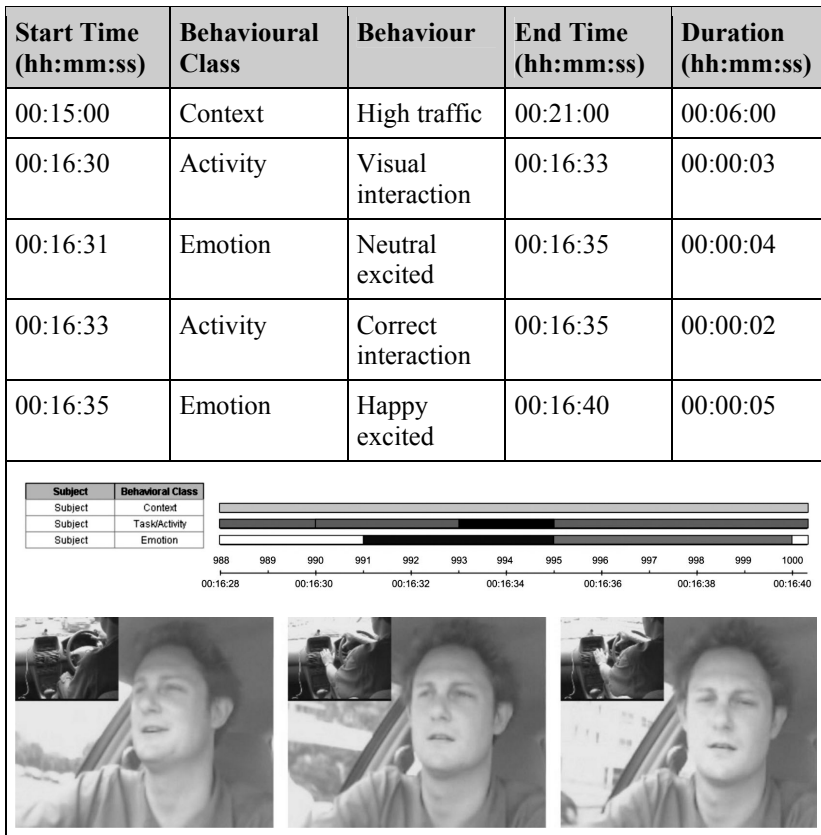 Start Time Behavioural Behaviour End Time Duration
(hh:mm:ss) Class (hh:mm:ss) (hh:mm:ss)
00:15:00 Context High traffic 00:21:00 00:06:00
00:16:30 Activity Visual 00:16:33 00:00:03
interaction
00:16:31 Emotion Neutral 00:16:35 00:00:04
excited
00:16:33 Activity Correct 00:16:35 00:00:02
interaction
00:16:35 Emotion Happy 00:16:40 00:00:05
excited
Subject Behavioral Class
Subject Context
Subject Task/Activity
Subject Emotion
988 989 990 991 992 993 994 995 996 997 998 999 1000
00:16:28 00:16:30 00:16:32 00:16:34 00:16:36 00:16:38 00:16:40